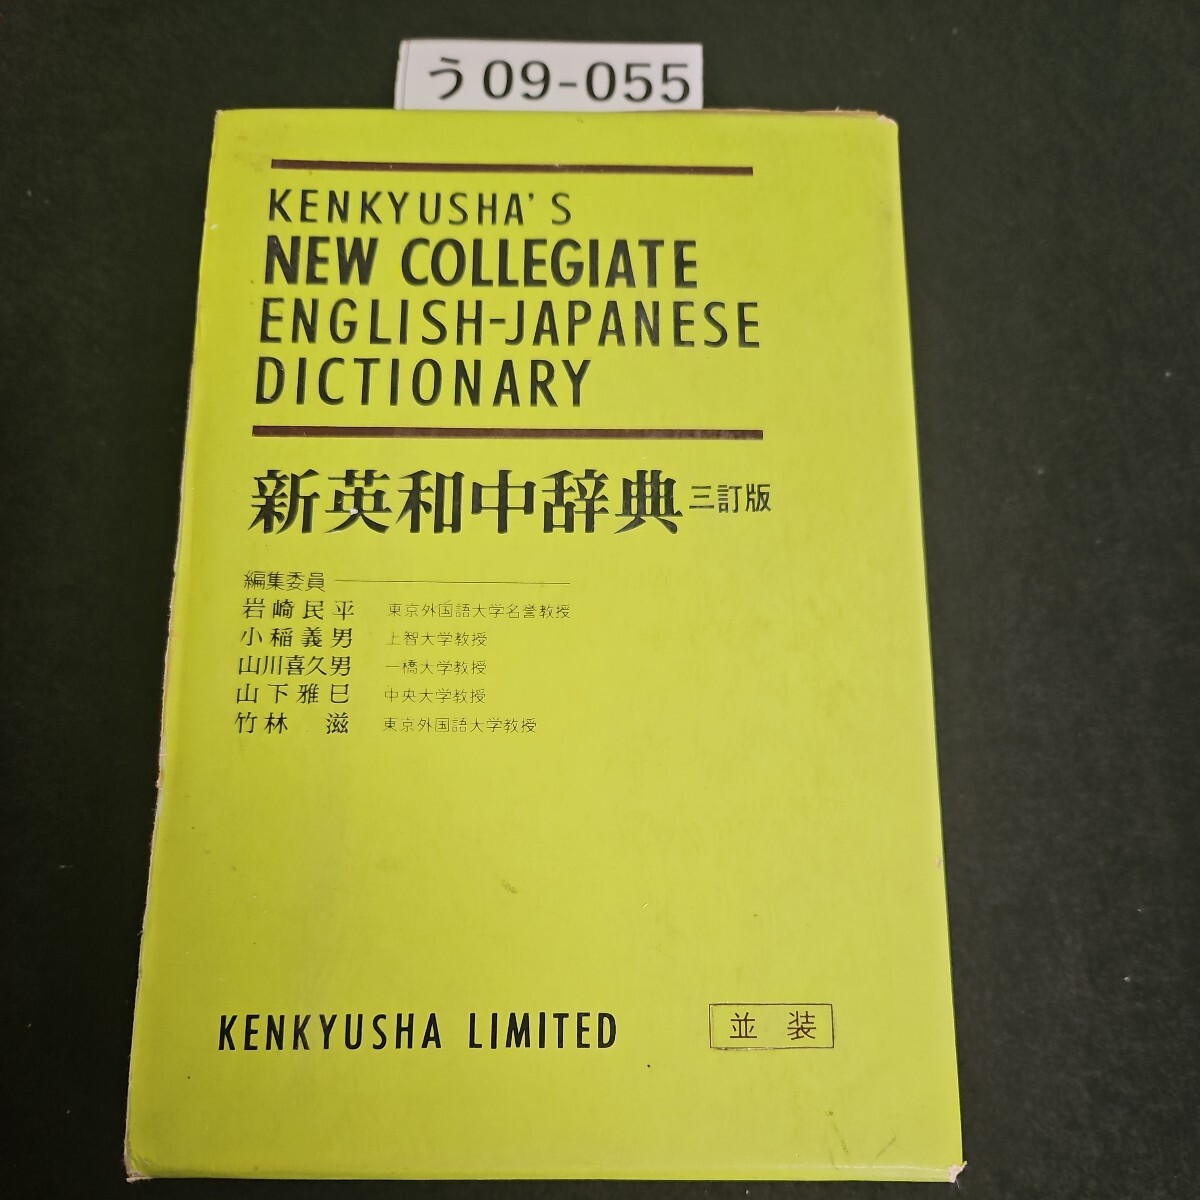 う09-055
KENKYUSHA'S
NEW COLLEGIATE
ENGLISH-JAPANESE
DICTIONARY
新英和中辞典 三訂版
編集委員
岩崎民平 東京外国語大学名誉教授
小稲義男 上智大学教授
山川喜久男 一橋大学教授
山下雅巳 中央大学教授
竹林 滋 東京外国語大学教授
KENKYUSHA LIMITED 並装